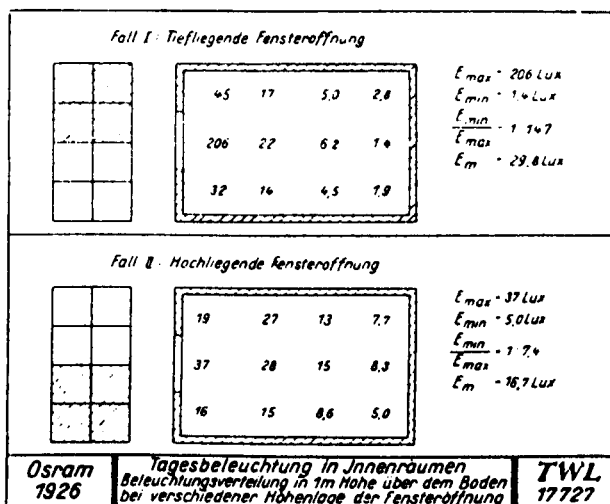 Fall I: Tiefliegende Fensteröffnung
45 17 5,0 2,8
206 22 6,2 1,4
32 14 4,5 1,9
E max = 206 Lux
E min = 1,4 Lux
E min / E max = 1:147
E m = 29,8 Lux
Fall II: Hochliegende Fensteröffnung
19 27 13 7,7
37 28 15 8,3
16 15 8,6 5,0
E max = 37 Lux
E min = 5,0 Lux
E min / E max = 1:7,4
E m = 16,7 Lux
Osram
1926
Tagesbeleuchtung in Jnnenräumen
Beleuchtungsverteilung in 1m Höhe über dem Boden
bei verschiedener Höhenlage der Fensteröffnung
TWL
17727